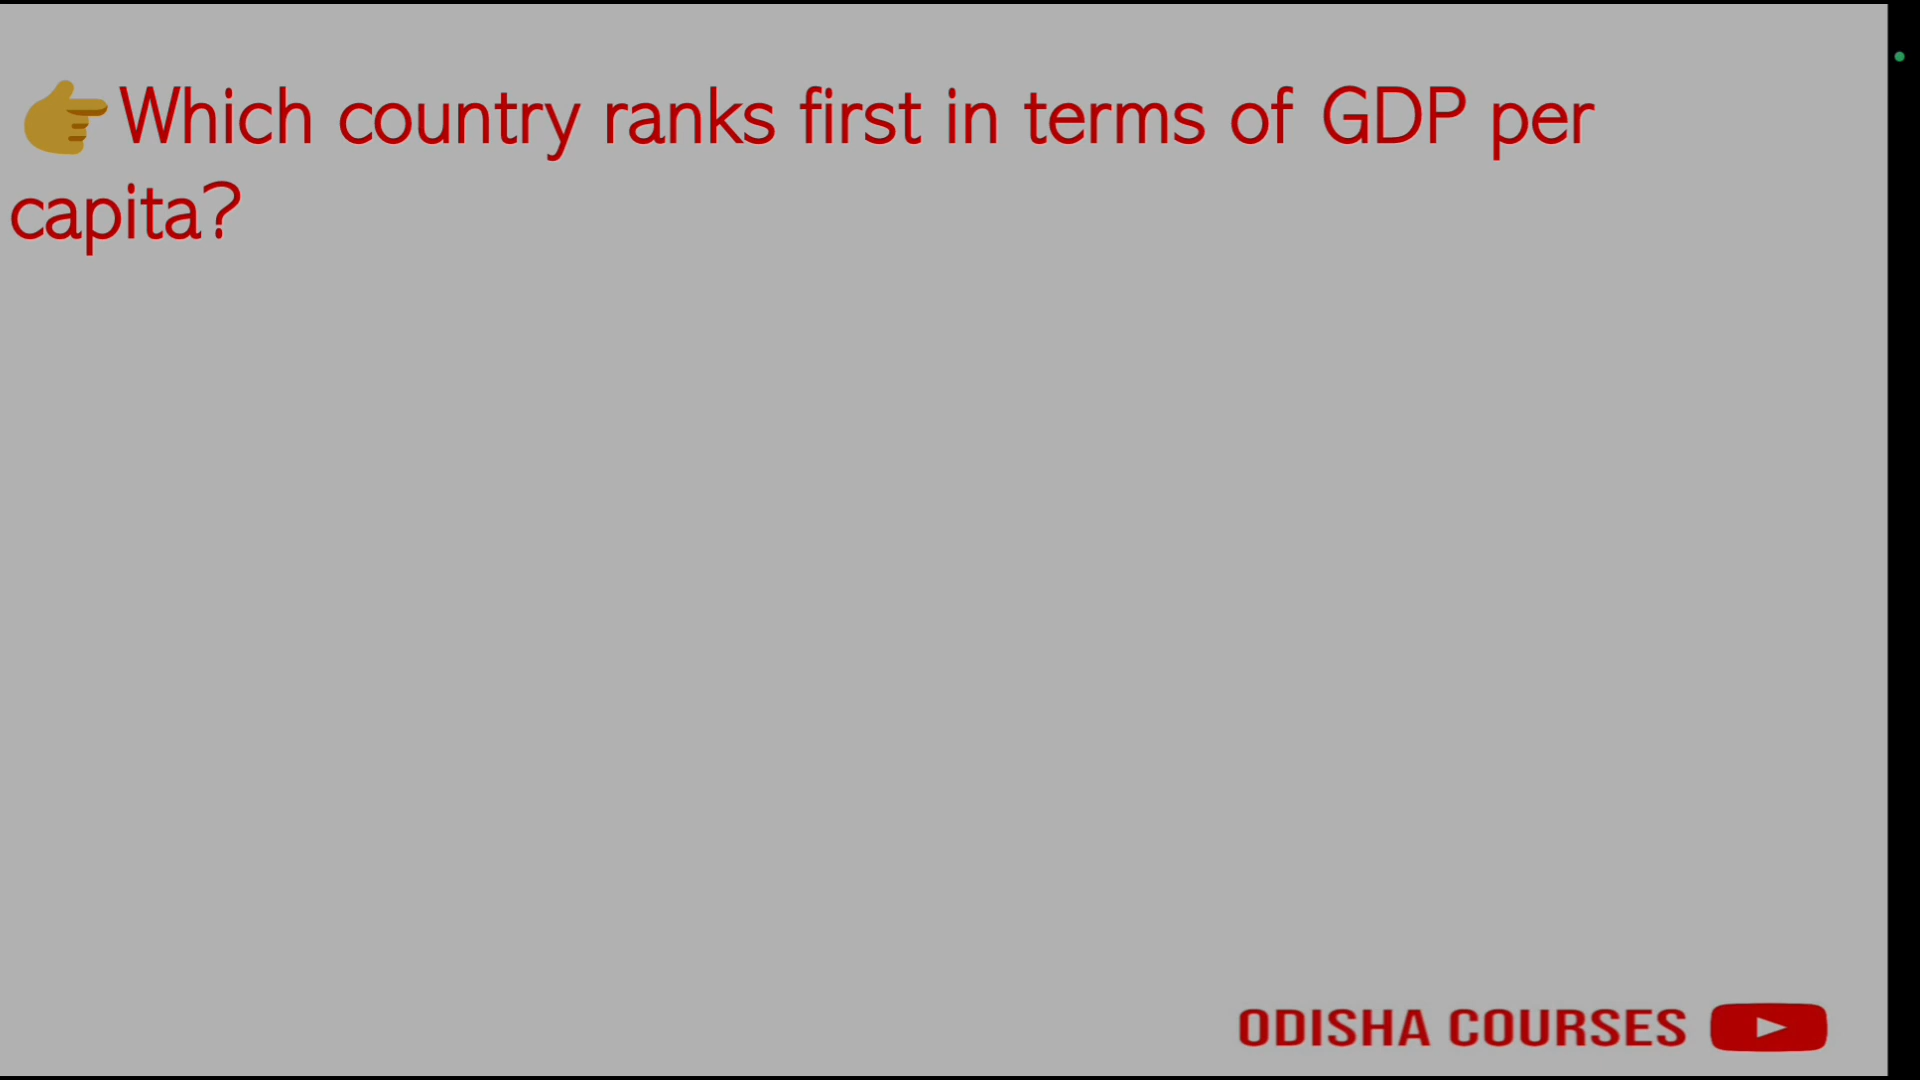 👉Which country ranks first in terms of GDP per
capita?
ODISHA COURSES